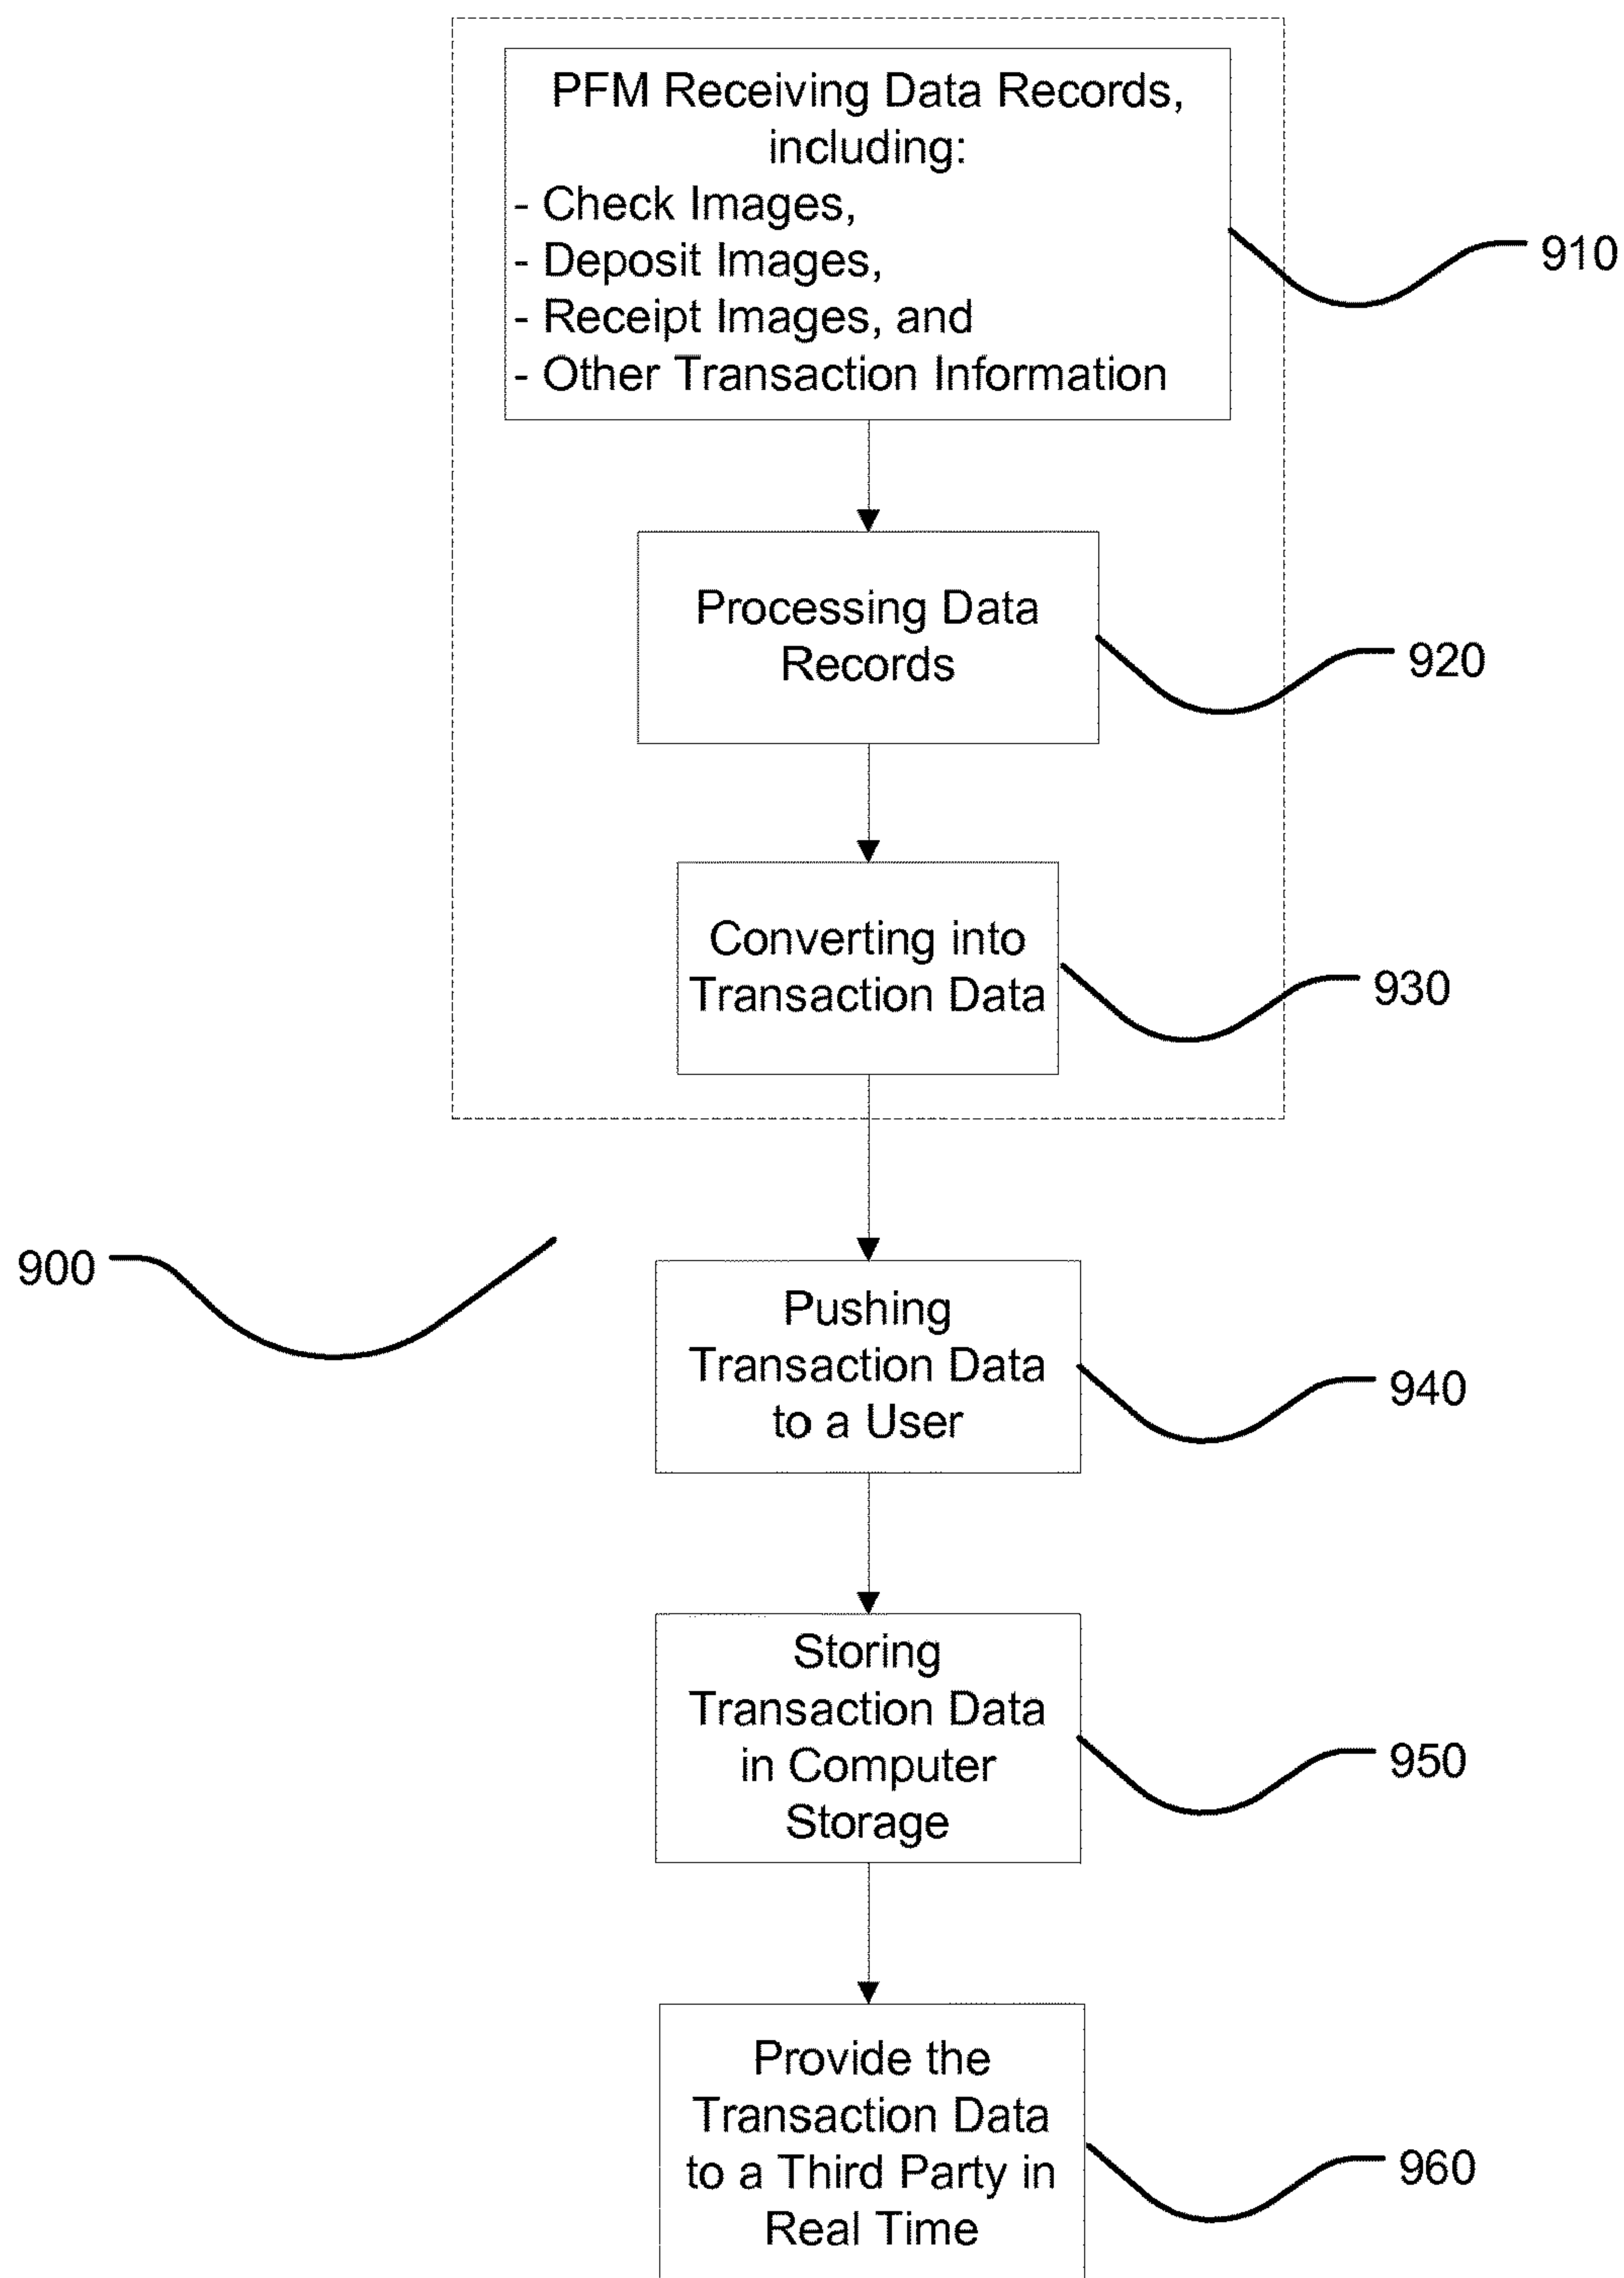 PFM Receiving Data Records,
including:
- Check Images,
- Deposit Images,
- Receipt Images, and
- Other Transaction Information
910
Processing Data
Records
920
Converting into
Transaction Data
930
900
Pushing
Transaction Data
to a User
940
Storing
Transaction Data
in Computer
Storage
950
Provide the
Transaction Data
to a Third Party in
Real Time
960